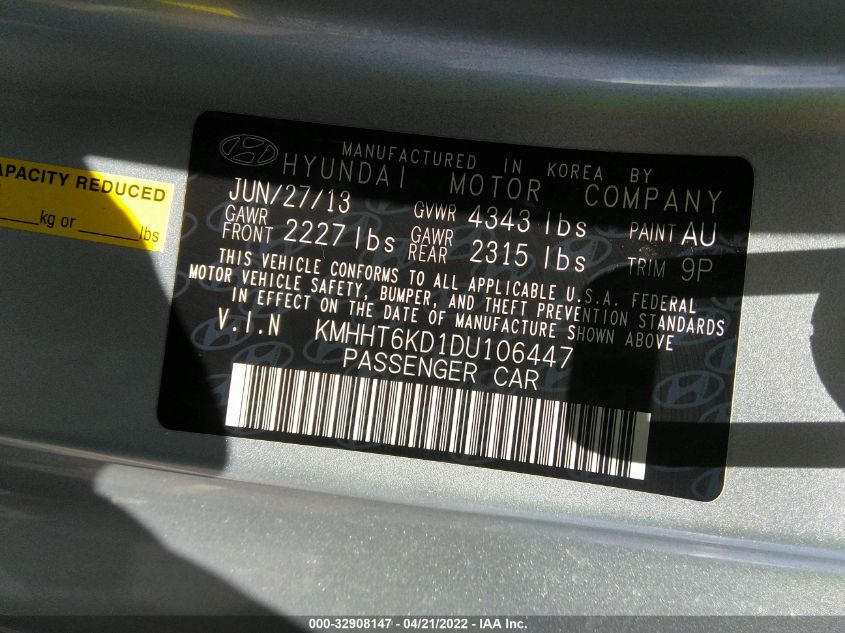 APACITY REDUCED
____kg or ______lbs
MANUFACTURED IN KOREA BY
HYUNDAI MOTOR COMPANY
JUN/27/13 GVWR 4343 lbs PAINT AU
GAWR FRONT 2227 lbs GAWR REAR 2315 lbs TRIM 9P
THIS VEHICLE CONFORMS TO ALL APPLICABLE U.S.A. FEDERAL
MOTOR VEHICLE SAFETY, BUMPER, AND THEFT PREVENTION STANDARDS
IN EFFECT ON THE DATE OF MANUFACTURE SHOWN ABOVE
V.I.N KMHHT6KD1DU106447
PASSENGER CAR
000-32908147 - 04/21/2022 - IAA Inc.